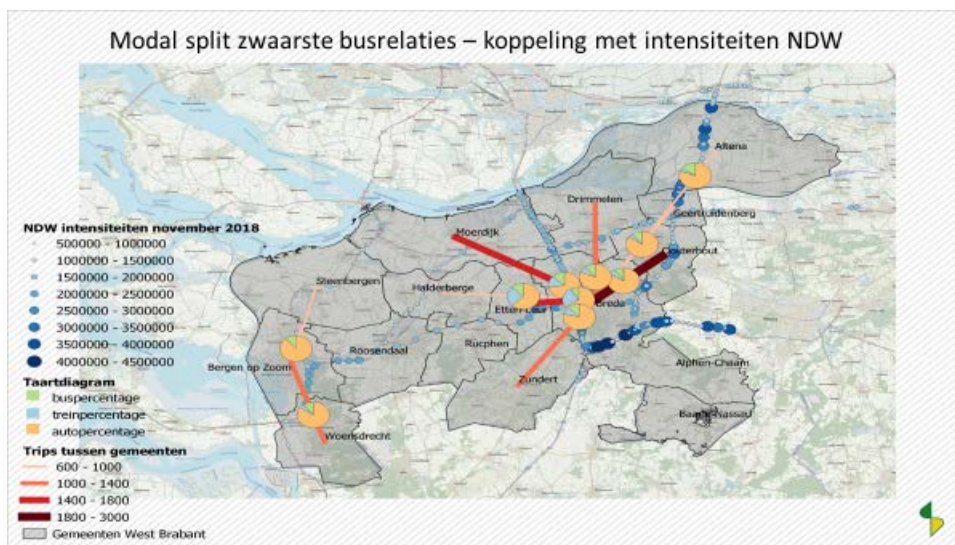 Modal split zwaarste busrelaties – koppeling met intensiteiten NDW
Altena
Drimmelen
Geertruidenberg
Moerdijk
Oosterhout
Steenbergen
Halderberge
Breda
Etten-Leur
Roosendaal
Rucphen
Bergen op Zoom
Alphen-Chaam
Zundert
Baarle-Nassau
Woensdrecht
NDW intensiteiten november 2018
500000 - 1000000
1000000 - 1500000
1500000 - 2000000
2000000 - 2500000
2500000 - 3000000
3000000 - 3500000
3500000 - 4000000
4000000 - 4500000
Taartdiagram
buspercentage
treinpercentage
autopercentage
Trips tussen gemeenten
600 - 1000
1000 - 1400
1400 - 1800
1800 - 3000
Gemeenten West Brabant